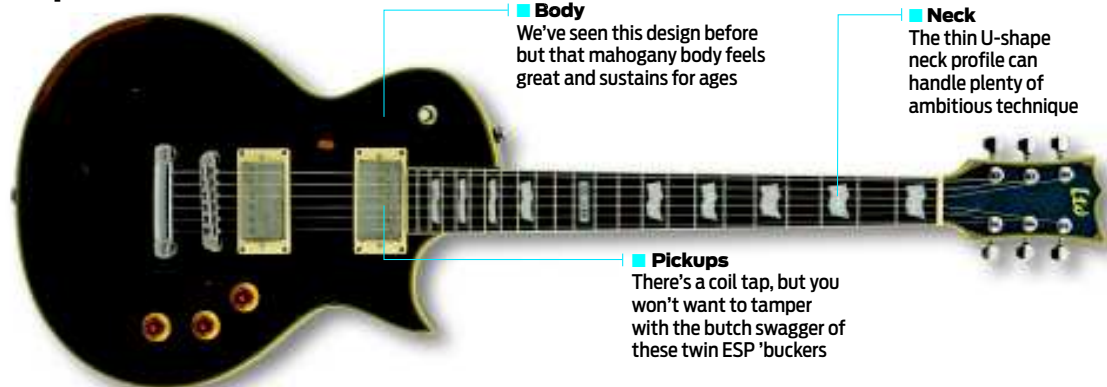 Body
We've seen this design before
but that mahogany body feels
great and sustains for ages
Neck
The thin U-shape
neck profile can
handle plenty of
ambitious technique
Ltd
Pickups
There's a coil tap, but you
won't want to tamper
with the butch swagger of
these twin ESP 'buckers